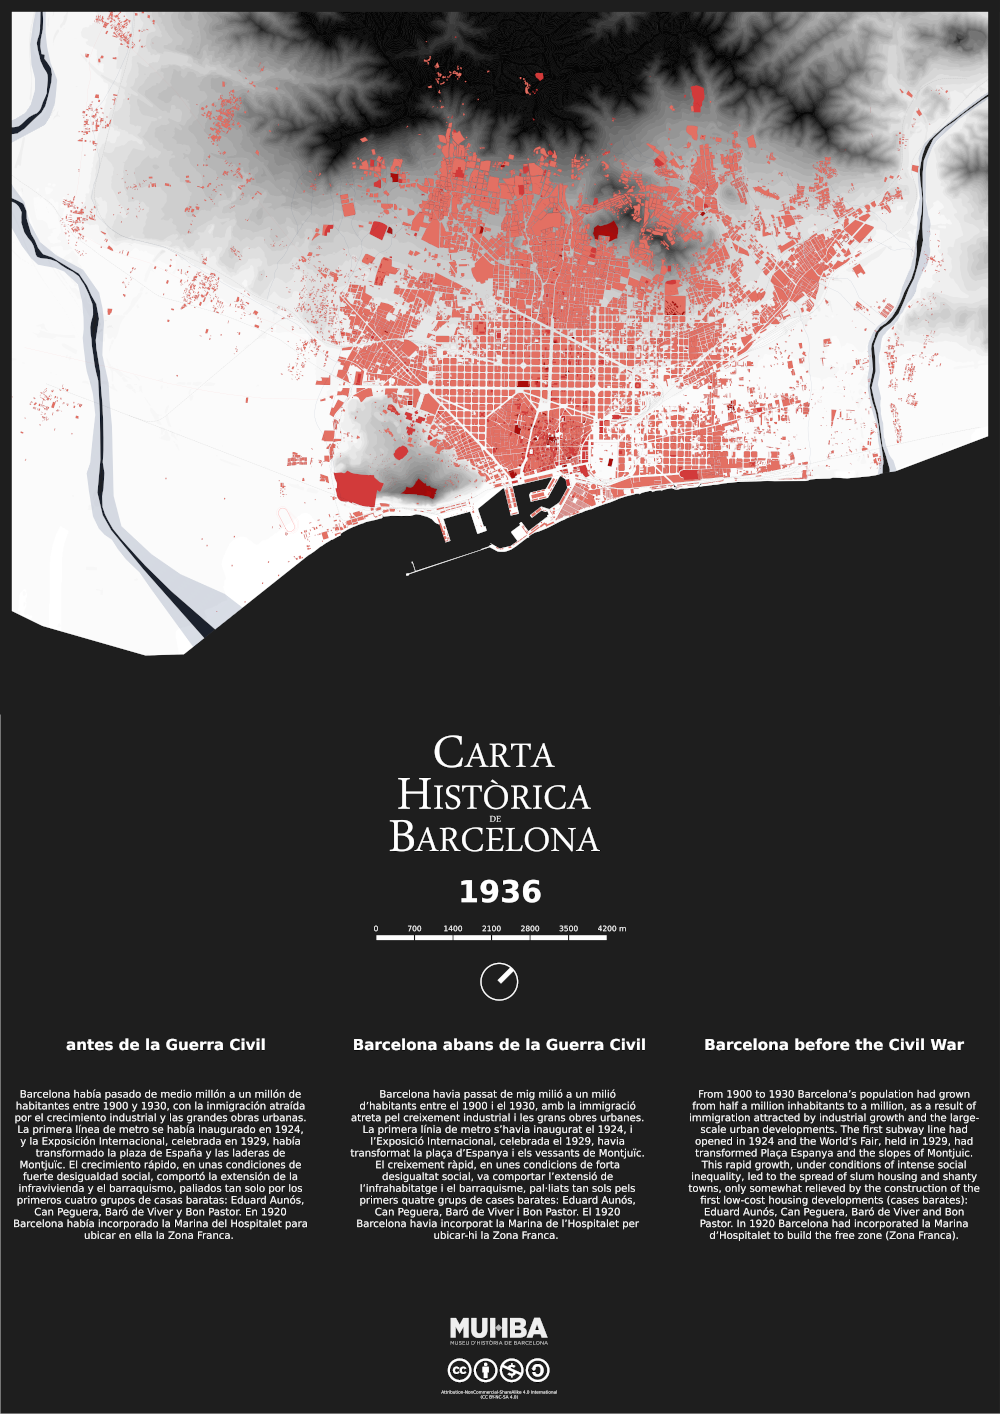 CARTA
HISTÒRICA
DE
BARCELONA
1936
0 700 1400 2100 2800 3500 4200 m
antes de la Guerra Civil
Barcelona había pasado de medio millón a un millón de
habitantes entre 1900 y 1930, con la inmigración atraída
por el crecimiento industrial y las grandes obras urbanas.
La primera línea de metro se había inaugurado en 1924,
y la Exposición Internacional, celebrada en 1929, había
transformado la plaza de España y las laderas de
Montjuïc. El crecimiento rápido, en unas condiciones de
fuerte desigualdad social, comportó la extensión de la
infravivienda y el barraquismo, paliados tan solo por los
primeros cuatro grupos de casas baratas: Eduard Aunós,
Can Peguera, Baró de Viver y Bon Pastor. En 1920
Barcelona había incorporado la Marina del Hospitalet para
ubicar en ella la Zona Franca.
Barcelona abans de la Guerra Civil
Barcelona havia passat de mig milió a un milió
d'habitants entre el 1900 i el 1930, amb la immigració
atreta pel creixement industrial i les grans obres urbanes.
La primera línia de metro s'havia inaugurat el 1924, i
l'Exposició Internacional, celebrada el 1929, havia
transformat la plaça d'Espanya i els vessants de Montjuïc.
El creixement ràpid, en unes condicions de forta
desigualtat social, va comportar l'extensió de
l'infrahabitatge i el barraquisme, pal·liats tan sols pels
primers quatre grups de cases barates: Eduard Aunós,
Can Peguera, Baró de Viver i Bon Pastor. El 1920
Barcelona havia incorporat la Marina de l'Hospitalet per
ubicar-hi la Zona Franca.
Barcelona before the Civil War
From 1900 to 1930 Barcelona's population had grown
from half a million inhabitants to a million, as a result of
immigration attracted by industrial growth and the large-
scale urban developments. The first subway line had
opened in 1924 and the World's Fair, held in 1929, had
transformed Plaça Espanya and the slopes of Montjuic.
This rapid growth, under conditions of intense social
inequality, led to the spread of slum housing and shanty
towns, only somewhat relieved by the construction of the
first low-cost housing developments (cases barates):
Eduard Aunós, Can Peguera, Baró de Viver and Bon
Pastor. In 1920 Barcelona had incorporated the Marina
d'Hospitalet to build the free zone (Zona Franca).
MUHBA
MUSEU D'HISTÒRIA DE BARCELONA
cc
Attribution-NonCommercial-ShareAlike 4.0 International
(CC BY-NC-SA 4.0)